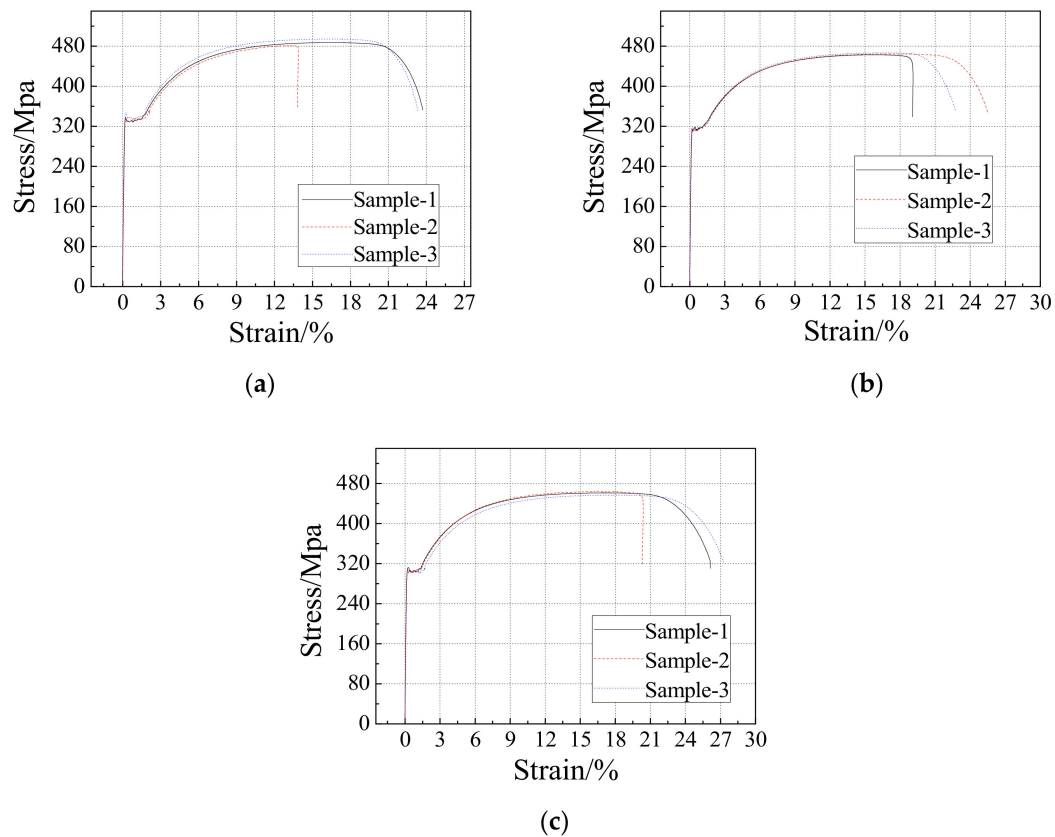 480
400
320
240
160
80
0
Stress/Mpa
Sample-1
Sample-2
Sample-3
0 3 6 9 12 15 18 21 24 27
Strain/%
(a)
480
400
320
240
160
80
0
Stress/Mpa
Sample-1
Sample-2
Sample-3
0 3 6 9 12 15 18 21 24 27 30
Strain/%
(b)
480
400
320
240
160
80
0
Stress/Mpa
Sample-1
Sample-2
Sample-3
0 3 6 9 12 15 18 21 24 27 30
Strain/%
(c)